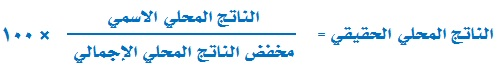 الناتج المحلي الاسمي
الناتج المحلي الحقيقي = × ١٠٠
مخفض الناتج المحلي الإجمالي